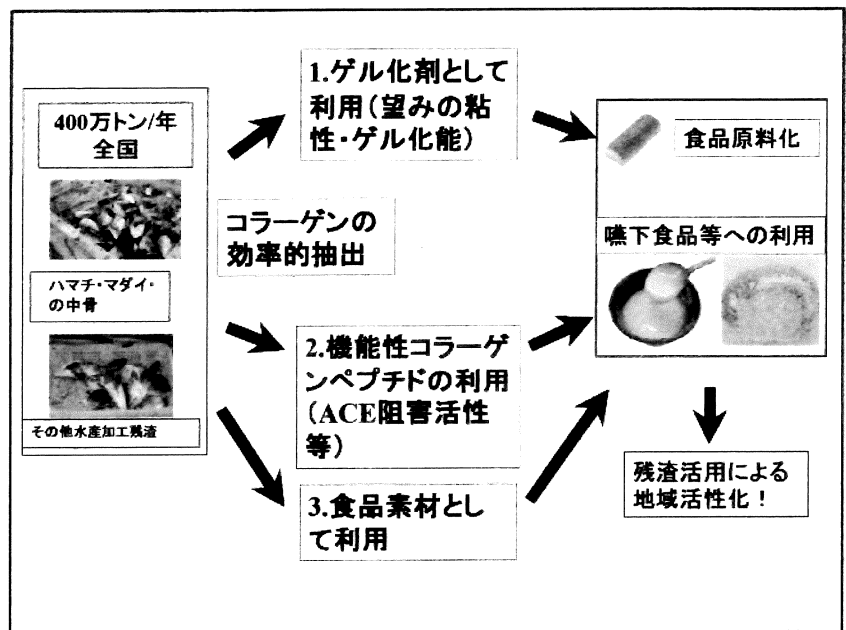 400万トン/年
全国
ハマチ・マダイ・
の中骨
その他水産加工残渣
コラーゲンの
効率的抽出
1.ゲル化剤として
利用(望みの粘
性・ゲル化能)
2.機能性コラーゲ
ンペプチドの利用
(ACE阻害活性
等)
3.食品素材とし
て利用
食品原料化
嚥下食品等への利用
残渣活用による
地域活性化!